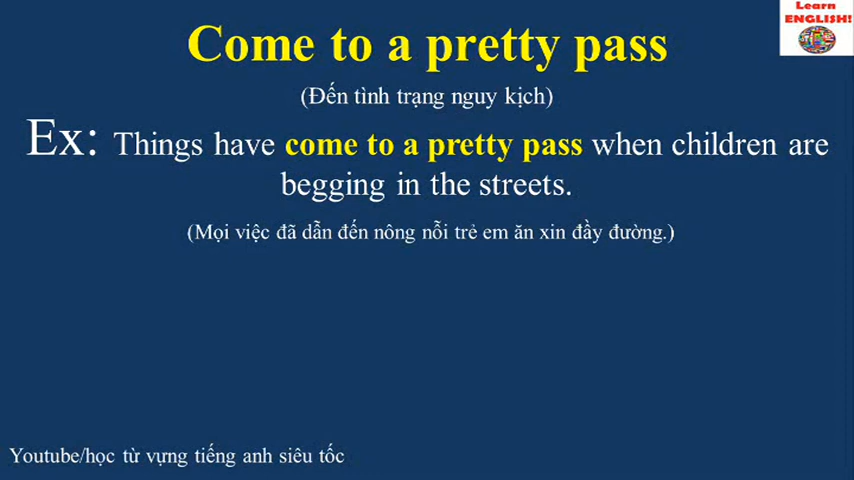 Learn
ENGLISH!
Come to a pretty pass
(Đến tình trạng nguy kịch)
Ex: Things have come to a pretty pass when children are
begging in the streets.
(Mọi việc đã dẫn đến nông nỗi trẻ em ăn xin đầy đường.)
Youtube/học từ vựng tiếng anh siêu tốc